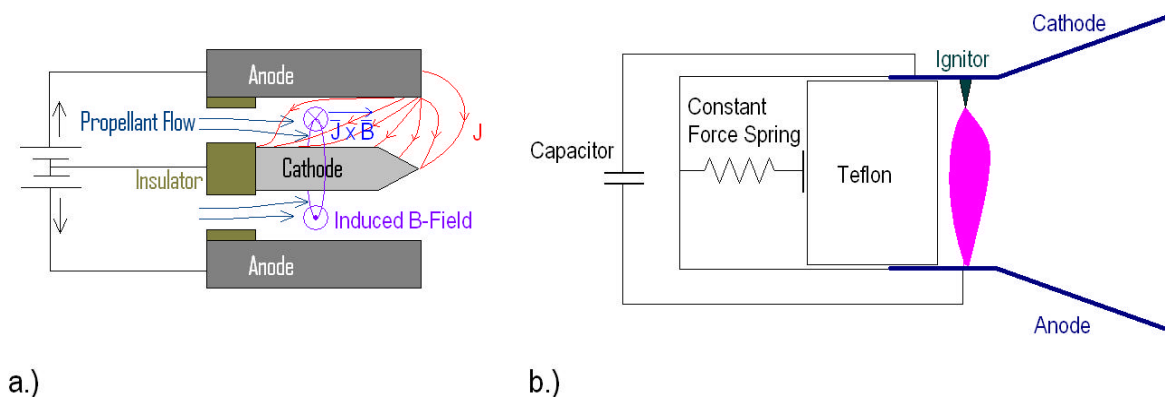 Anode
Propellant Flow
J x B
J
Cathode
Insulator
Induced B-Field
Anode
a.)
Cathode
Ignitor
Constant
Force Spring
Capacitor
Teflon
Anode
b.)